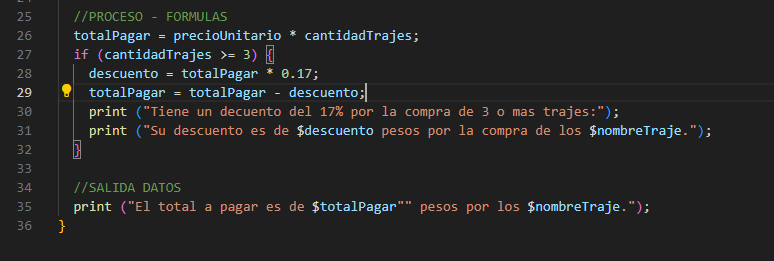 25 //PROCESO - FORMULAS
26 totalPagar = precioUnitario * cantidadTrajes;
27 if (cantidadTrajes >= 3) {
28 descuento = totalPagar * 0.17;
29 totalPagar = totalPagar - descuento;
30 print ("Tiene un decuento del 17% por la compra de 3 o mas trajes:");
31 print ("Su descuento es de $descuento pesos por la compra de los $nombreTraje.");
32 }
33
34 //SALIDA DATOS
35 print ("El total a pagar es de $totalPagar"" pesos por los $nombreTraje.");
36 }